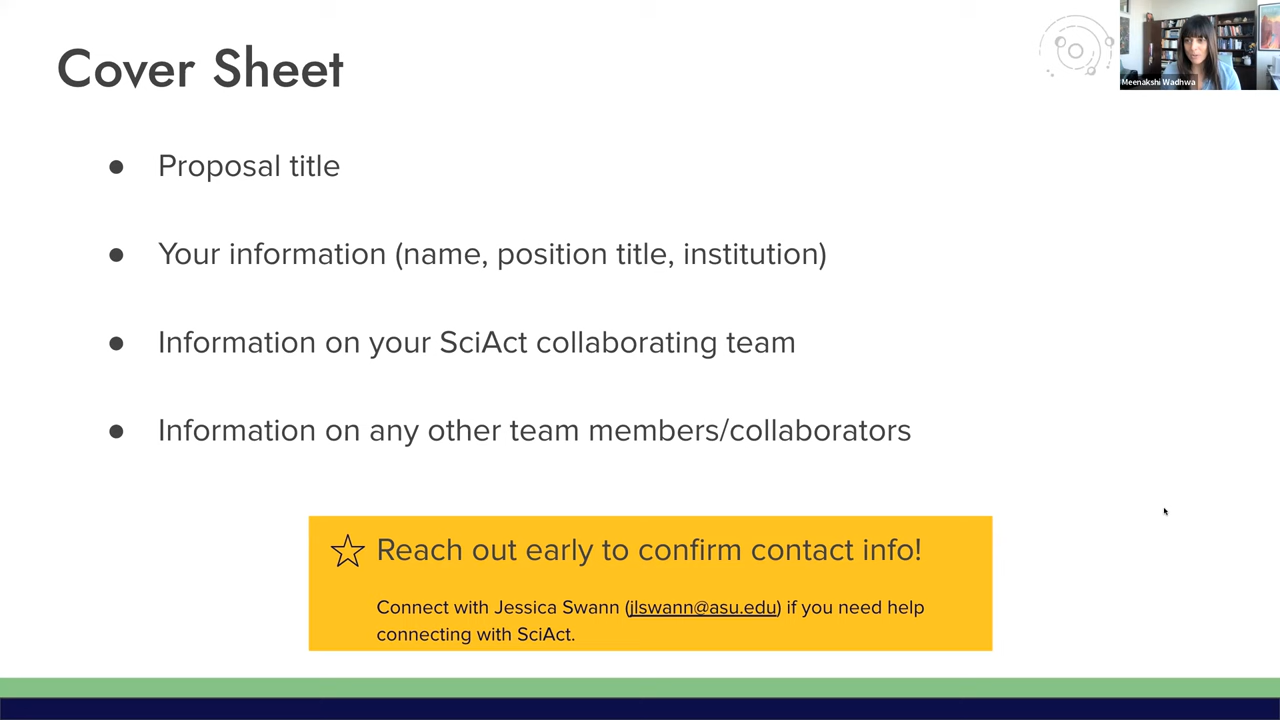 Cover Sheet
Meenakshi Wadhwa
● Proposal title
● Your information (name, position title, institution)
● Information on your SciAct collaborating team
● Information on any other team members/collaborators
Reach out early to confirm contact info!
Connect with Jessica Swann (jlswann@asu.edu) if you need help
connecting with SciAct.